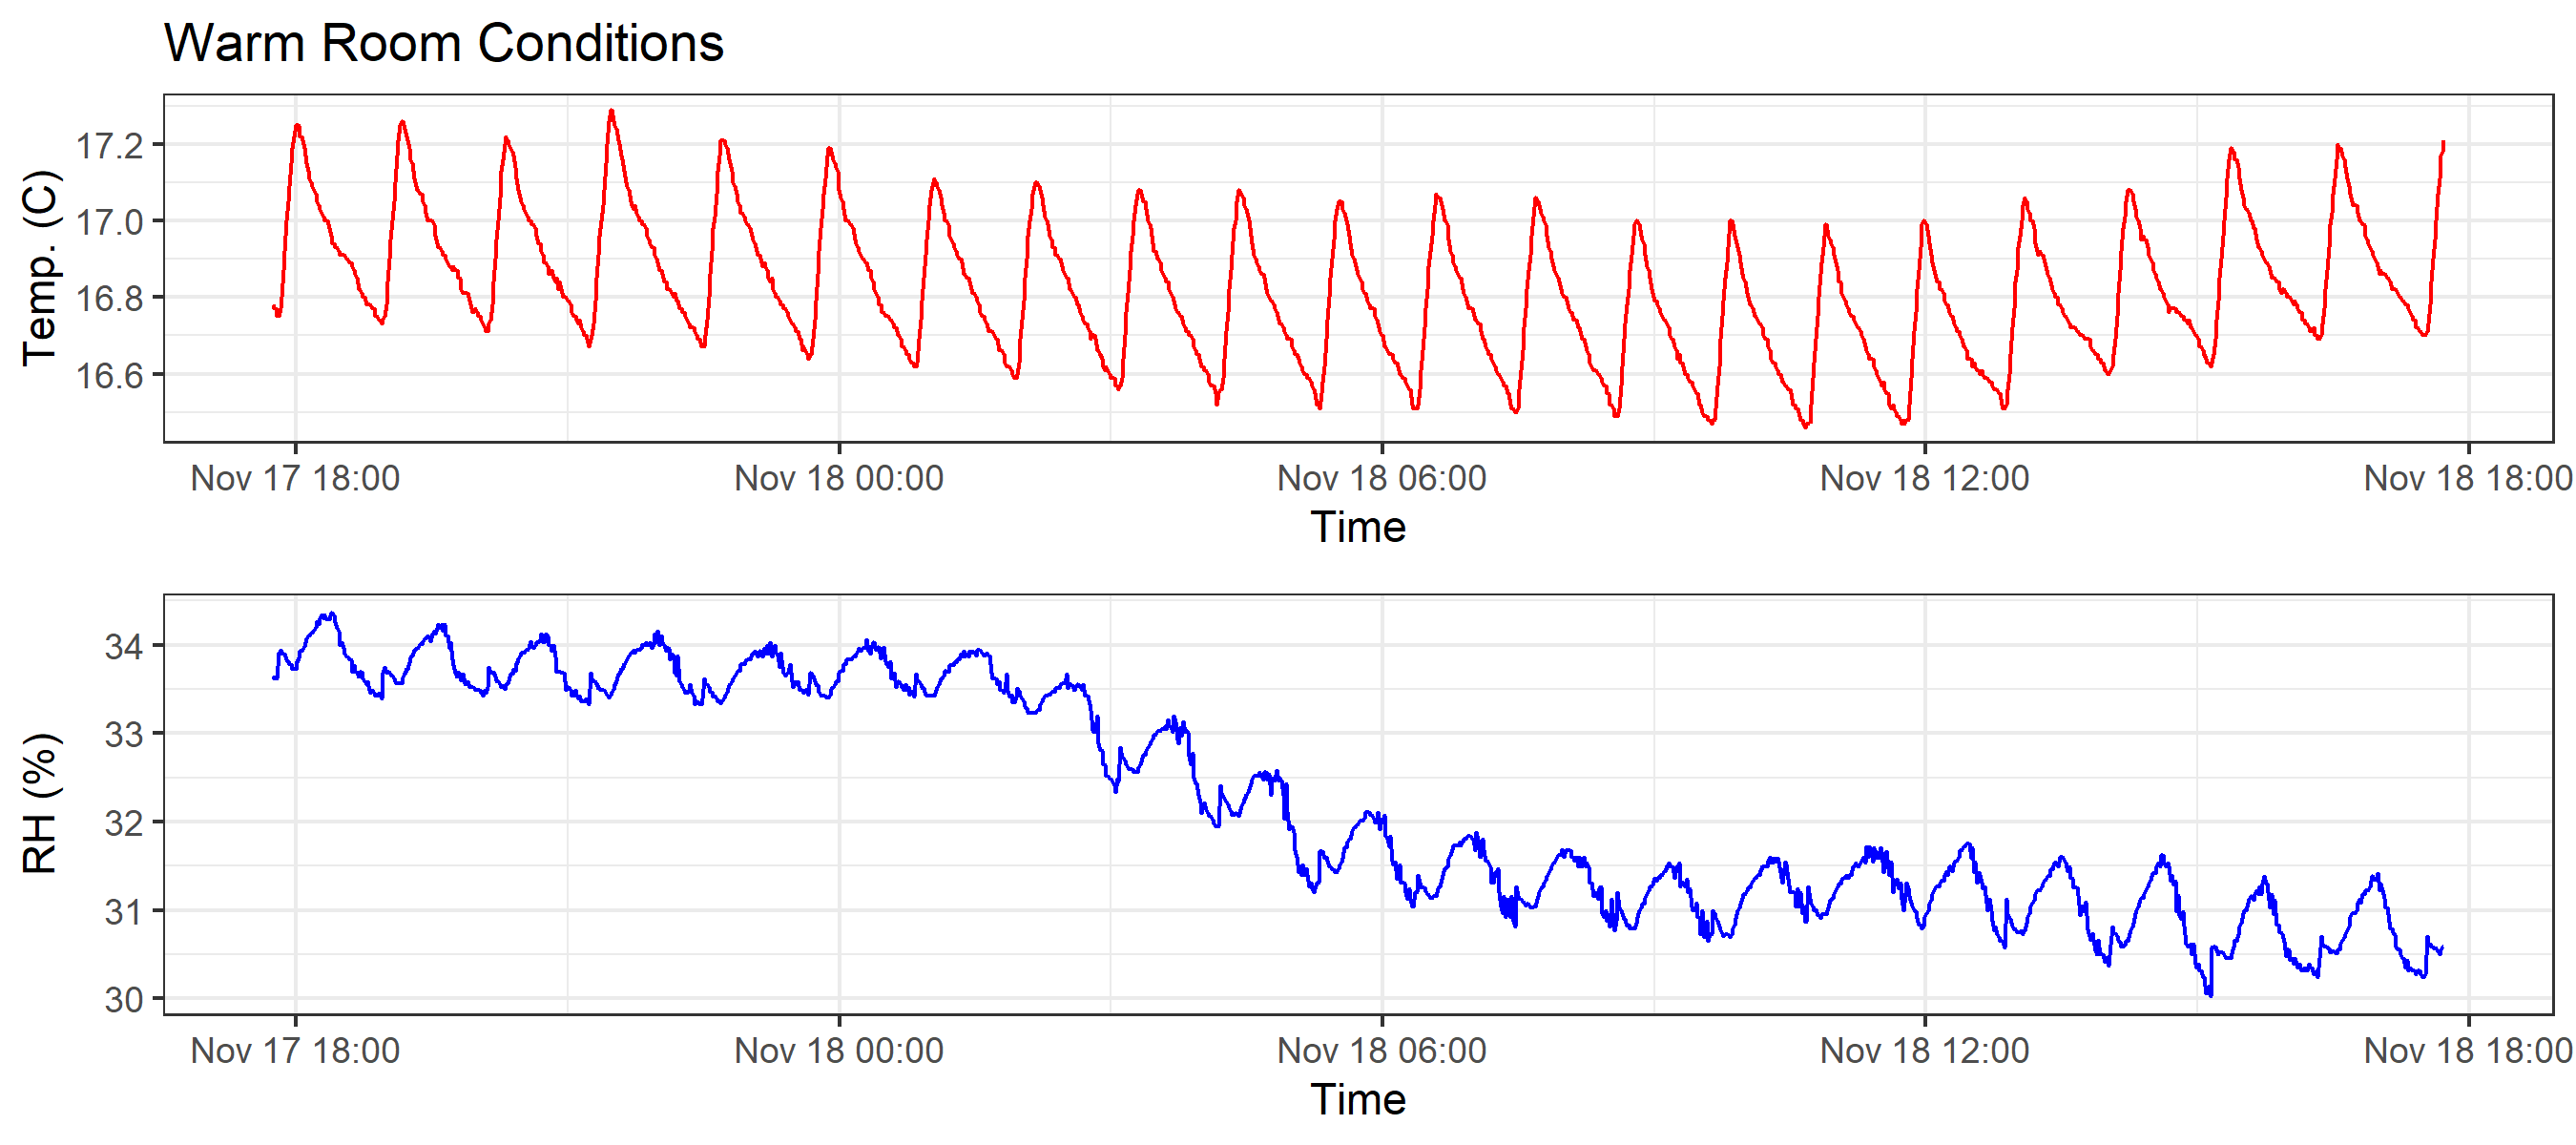 Warm Room Conditions
Temp. (C)
17.2
17.0
16.8
16.6
Nov 17 18:00 Nov 18 00:00 Nov 18 06:00 Nov 18 12:00 Nov 18 18:00
Time
RH (%)
34
33
32
31
30
Nov 17 18:00 Nov 18 00:00 Nov 18 06:00 Nov 18 12:00 Nov 18 18:00
Time